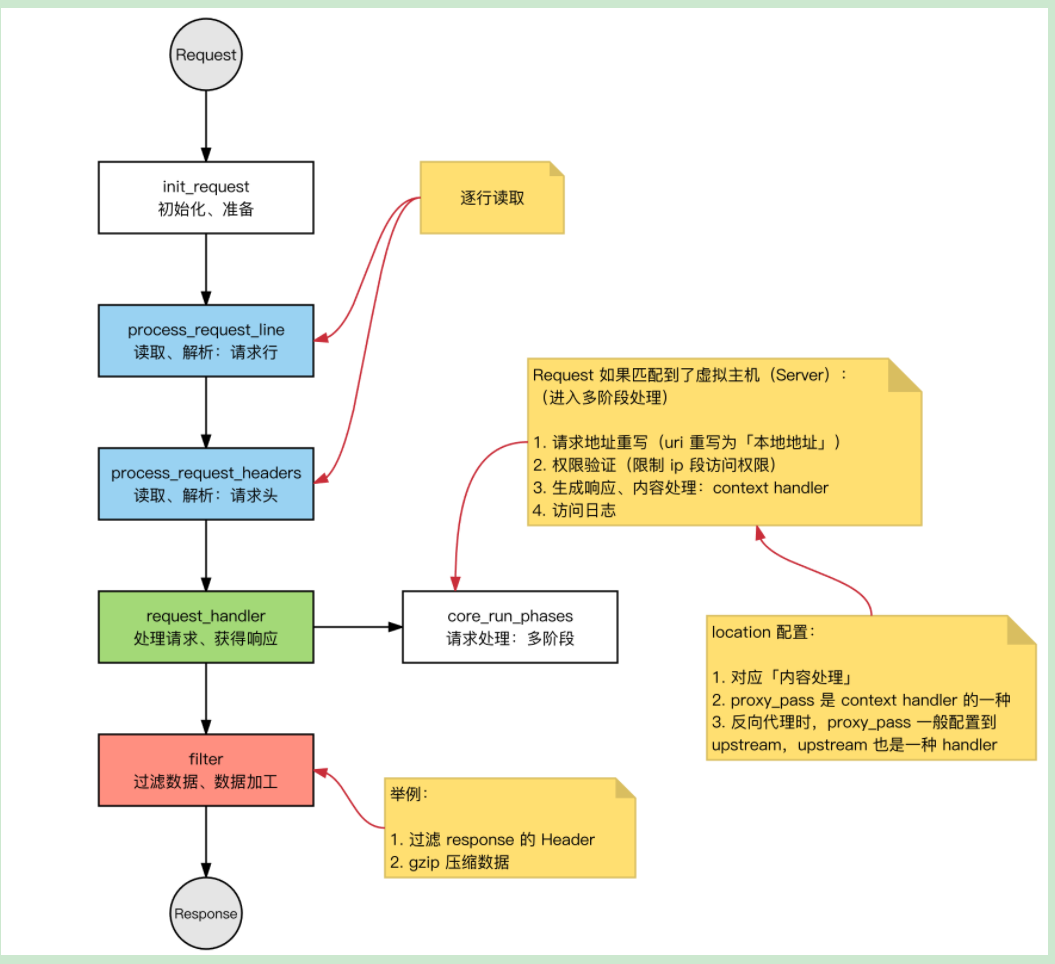 Request
init_request
初始化、准备
逐行读取
process_request_line
读取、解析：请求行
Request 如果匹配到了虚拟主机（Server）：
（进入多阶段处理）
1. 请求地址重写（uri 重写为「本地地址」）
2. 权限验证（限制 ip 段访问权限）
3. 生成响应、内容处理：context handler
4. 访问日志
process_request_headers
读取、解析：请求头
request_handler
处理请求、获得响应
core_run_phases
请求处理：多阶段
location 配置：
1. 对应「内容处理」
2. proxy_pass 是 context handler 的一种
3. 反向代理时，proxy_pass 一般配置到
upstream，upstream 也是一种 handler
filter
过滤数据、数据加工
举例：
1. 过滤 response 的 Header
2. gzip 压缩数据
Response